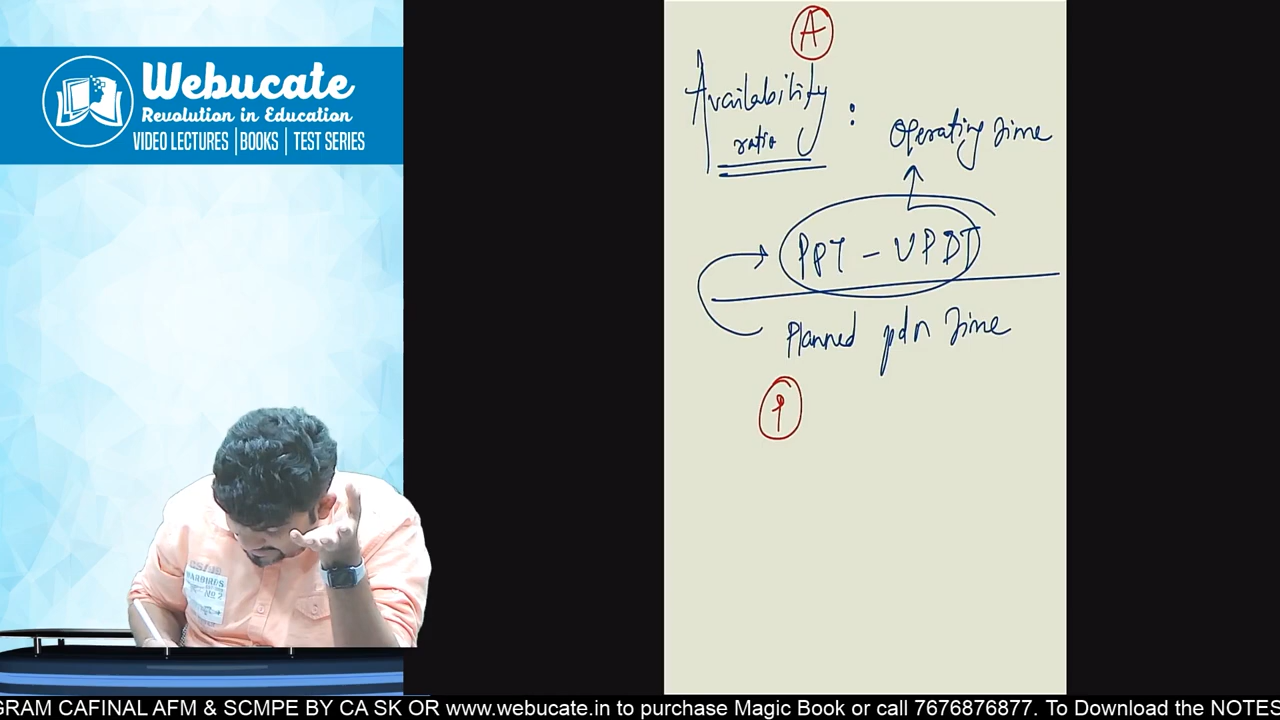 Webucate
Revolution in Education
VIDEO LECTURES | BOOKS | TEST SERIES
A
Availability
ratio :
Operating Time
PPT - UPDT
Planned pdn Time
P
GRAM CAFINAL AFM & SCMPE BY CA SK OR www.webucate.in to purchase Magic Book or call 7676876877. To Download the NOTES